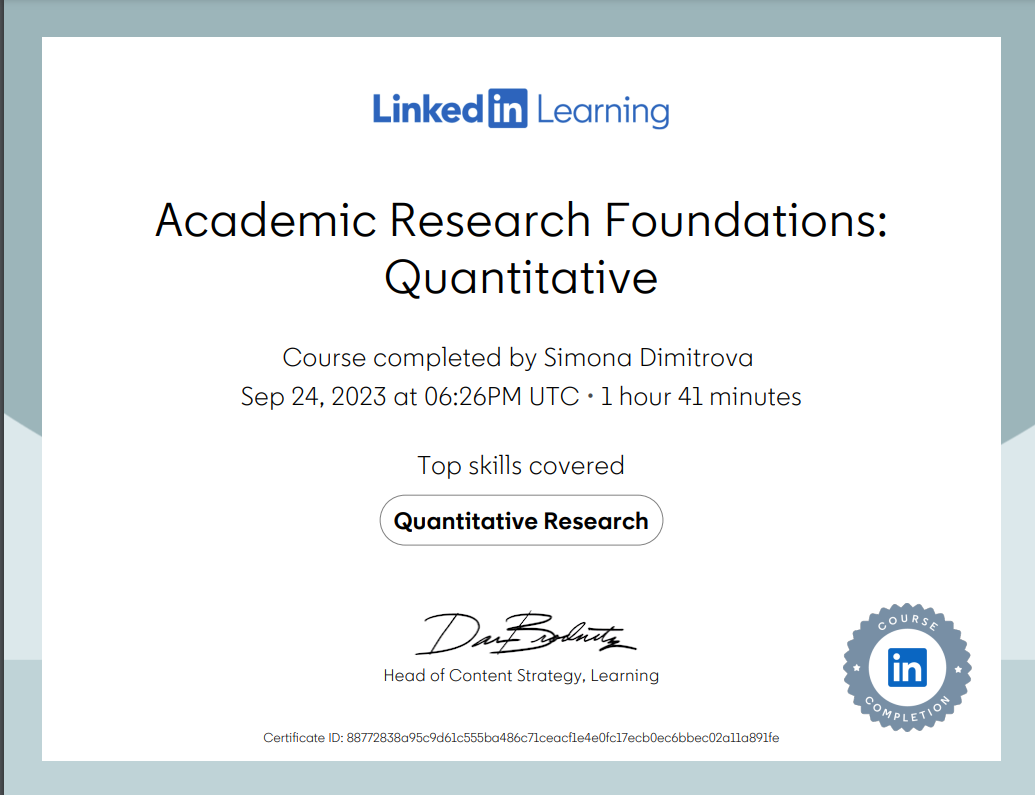 Linked in Learning
Academic Research Foundations:
Quantitative
Course completed by Simona Dimitrova
Sep 24, 2023 at 06:26PM UTC • 1 hour 41 minutes
Top skills covered
Quantitative Research
Head of Content Strategy, Learning
COURSE
in
COMPLETION
Certificate ID: 88772838a95c9d61c555ba486c71ceacf1e4e0fc17ecb0ec6bbec02a11a891fe